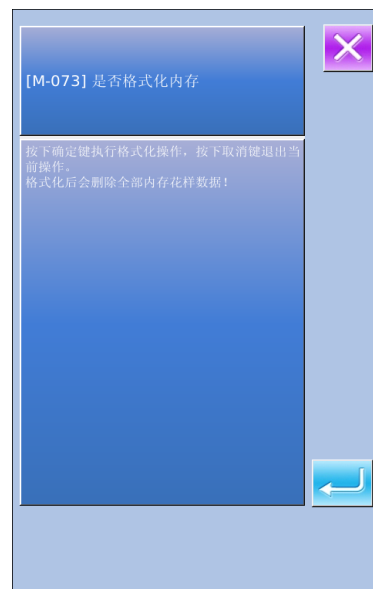 [M-073] 是否格式化内存
按下确定键执行格式化操作，按下取消键退出当
前操作。
格式化后会删除全部内存花样数据！